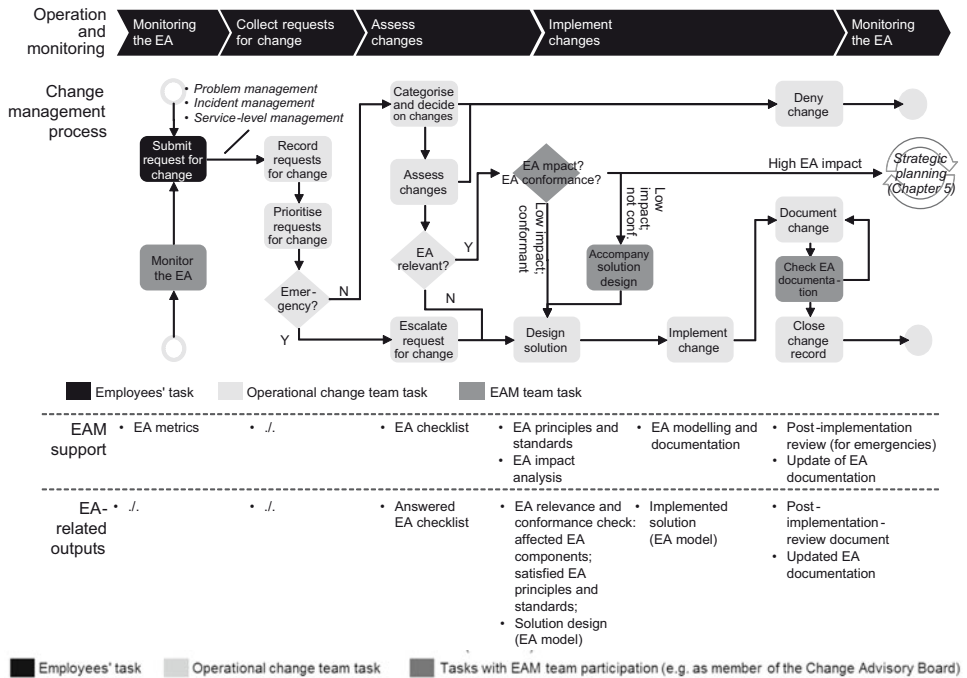 Operation
and
monitoring
Monitoring
the EA
Collect requests
for change
Assess
changes
Implement
changes
Monitoring
the EA
Change
management
process
• Problem management
• Incident management
• Service-level management
Submit
request for
change
Monitor
the EA
Record
requests
for change
Prioritise
requests
for change
Emer-
gency?
N
Y
Categorise
and decide
on changes
Assess
changes
EA
relevant?
Y
N
Escalate
request
for change
EA mpact?
EA conformance?
Low impact;
conformant
Low
impact;
not conf.
Accompany
solution
design
Design
solution
Implement
change
High EA impact
Deny
change
Strategic
planning
(Chapter 5)
Document
change
Check EA
documenta-
tion
Close
change
record
Employees' task
Operational change team task
EAM team task
EAM
support
• EA metrics
• ./.
• EA checklist
• EA principles and
standards
• EA impact
analysis
• EA modelling and
documentation
• Post-implementation
review (for emergencies)
• Update of EA
documentation
EA-
related
outputs
• ./.
• ./.
• Answered
EA checklist
• EA relevance and
conformance check:
affected EA
components;
satisfied EA
principles and
standards;
• Solution design
(EA model)
• Implemented
solution
(EA model)
• Post-
implementation-
review document
• Updated EA
documentation
Employees' task
Operational change team task
Tasks with EAM team participation (e.g. as member of the Change Advisory Board)